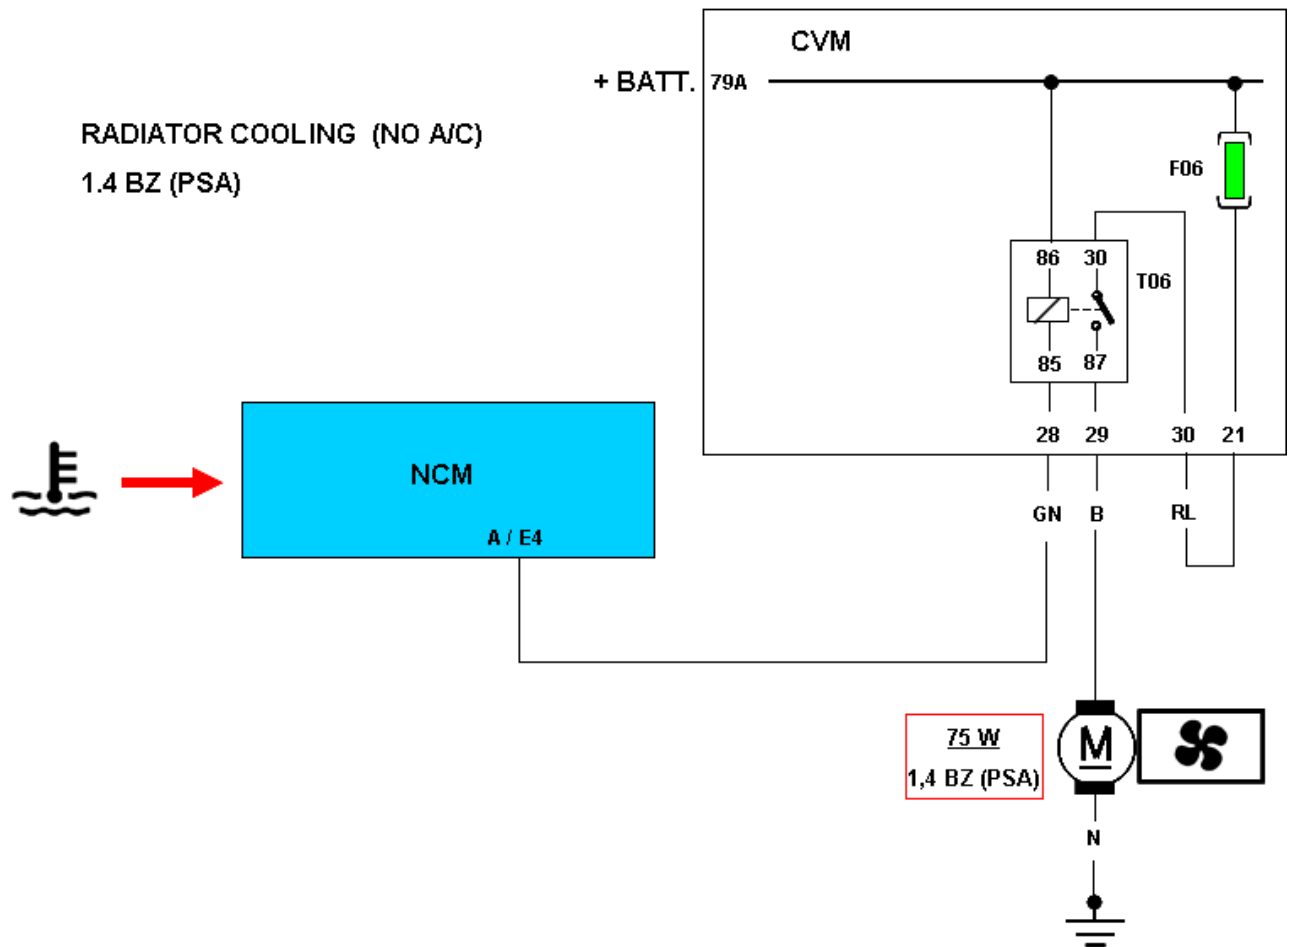 CVM
+ BATT. 79A
RADIATOR COOLING (NO A/C)
1.4 BZ (PSA)
F06
86 30
T06
85 87
28 29 30 21
NCM
A / E4
GN B RL
75 W
1,4 BZ (PSA)
M
N